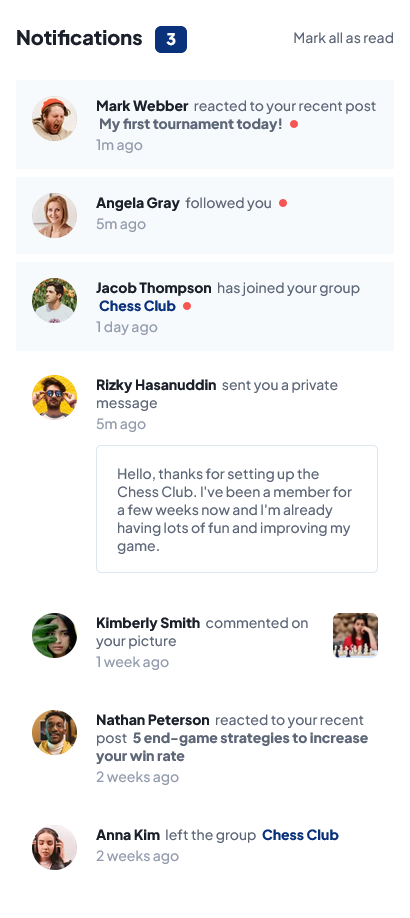 Notifications 3 Mark all as read
Mark Webber reacted to your recent post
My first tournament today!
1m ago
Angela Gray followed you
5m ago
Jacob Thompson has joined your group
Chess Club
1 day ago
Rizky Hasanuddin sent you a private
message
5m ago
Hello, thanks for setting up the
Chess Club. I've been a member for
a few weeks now and I'm already
having lots of fun and improving my
game.
Kimberly Smith commented on
your picture
1 week ago
Nathan Peterson reacted to your recent
post 5 end-game strategies to increase
your win rate
2 weeks ago
Anna Kim left the group Chess Club
2 weeks ago